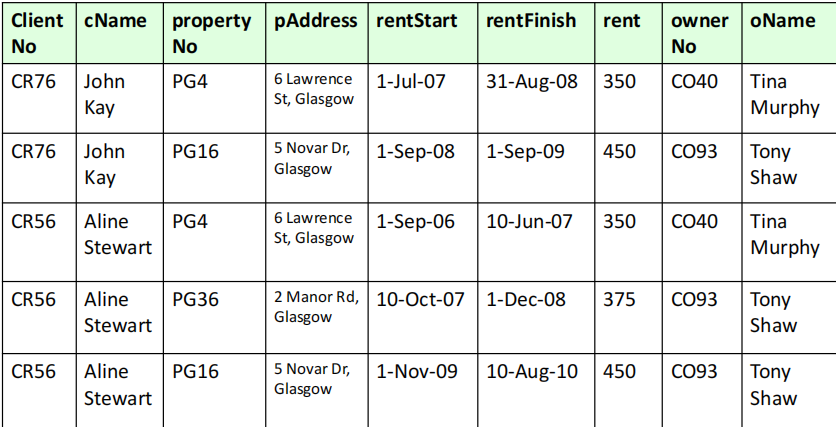 Client No cName property No pAddress rentStart rentFinish rent owner No oName
CR76 John Kay PG4 6 Lawrence St, Glasgow 1-Jul-07 31-Aug-08 350 CO40 Tina Murphy
CR76 John Kay PG16 5 Novar Dr, Glasgow 1-Sep-08 1-Sep-09 450 CO93 Tony Shaw
CR56 Aline Stewart PG4 6 Lawrence St, Glasgow 1-Sep-06 10-Jun-07 350 CO40 Tina Murphy
CR56 Aline Stewart PG36 2 Manor Rd, Glasgow 10-Oct-07 1-Dec-08 375 CO93 Tony Shaw
CR56 Aline Stewart PG16 5 Novar Dr, Glasgow 1-Nov-09 10-Aug-10 450 CO93 Tony Shaw